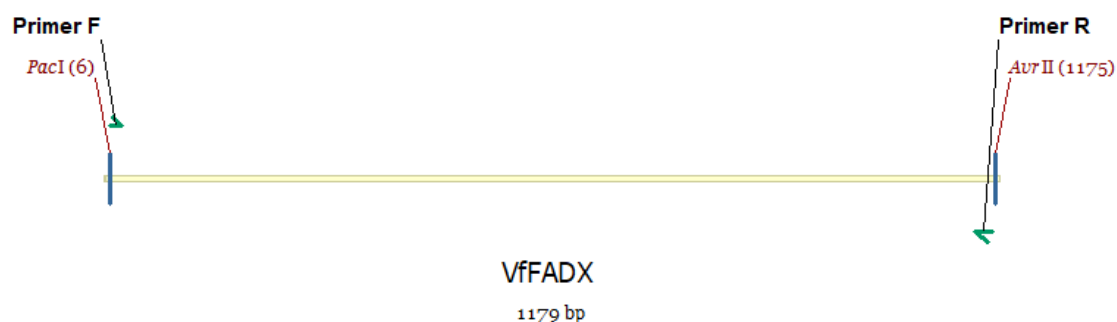 Primer F
Primer R
PacI (6)
AvrII (1175)
VfFADX
1179 bp